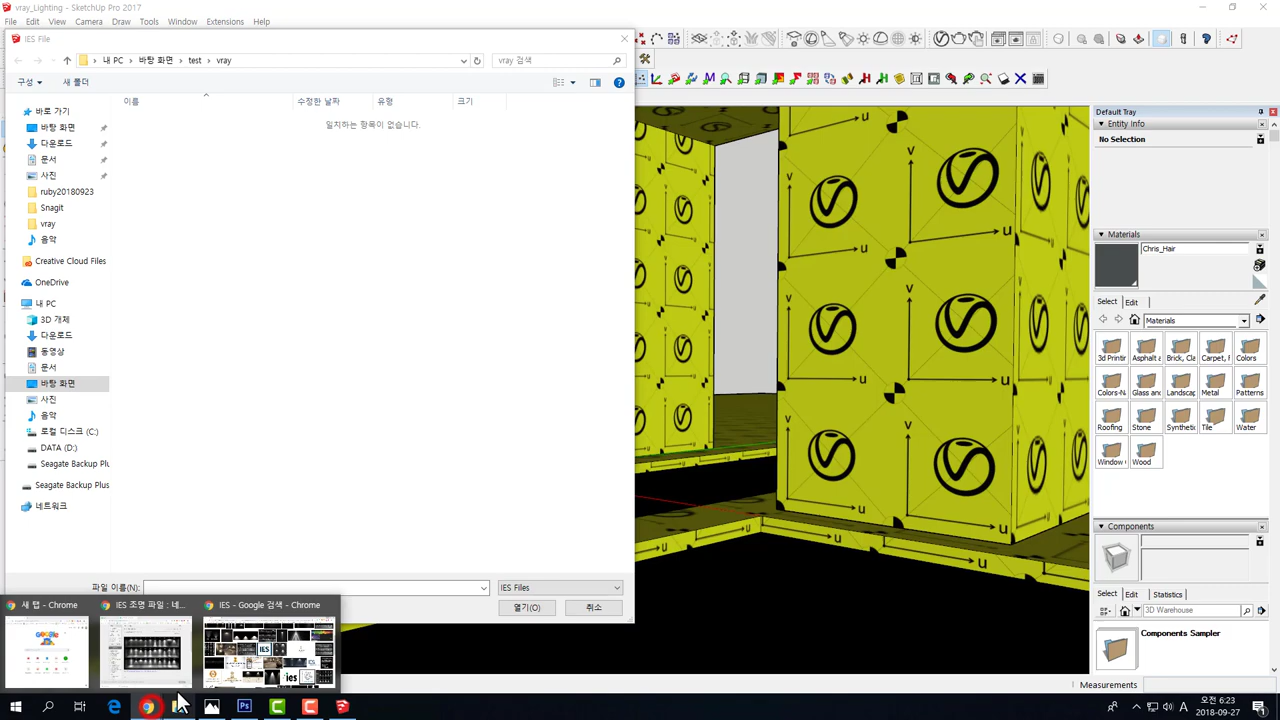 vray_Lighting - SketchUp Pro 2017
File Edit View Camera Draw Tools Window Extensions Help
IES File
내 PC > 바탕 화면 > test > vray
vray 검색
구성 새 폴더
이름 수정한 날짜 유형 크기
일치하는 항목이 없습니다.
바로 가기
바탕 화면
다운로드
문서
사진
ruby20180923
Snagit
vray
음악
Creative Cloud Files
OneDrive
내 PC
3D 개체
다운로드
동영상
문서
바탕 화면
사진
음악
로컬 디스크 (C:)
DATA (D:)
Seagate Backup Plu
Seagate Backup Plus
네트워크
파일 이름(N):
IES Files
열기(O) 취소
Default Tray
Entity Info
No Selection
Materials
Chris_Hair
Select Edit
Materials
3d Printir Asphalt a Brick, Cla Carpet, F Colors
Colors-N Glass and Landscap Metal Patterns
Roofing Stone Synthetic Tile Water
Window ( Wood
Components
Select Edit Statistics
3D Warehouse
Components Sampler
Measurements
새 탭 - Chrome
IES 조명 파일 : 네...
IES - Google 검색 - Chrome
Google
IES
ies
v u
v u
v u
v u
v u
v u
u
u
u
A
오전 6:23
2018-09-27
1